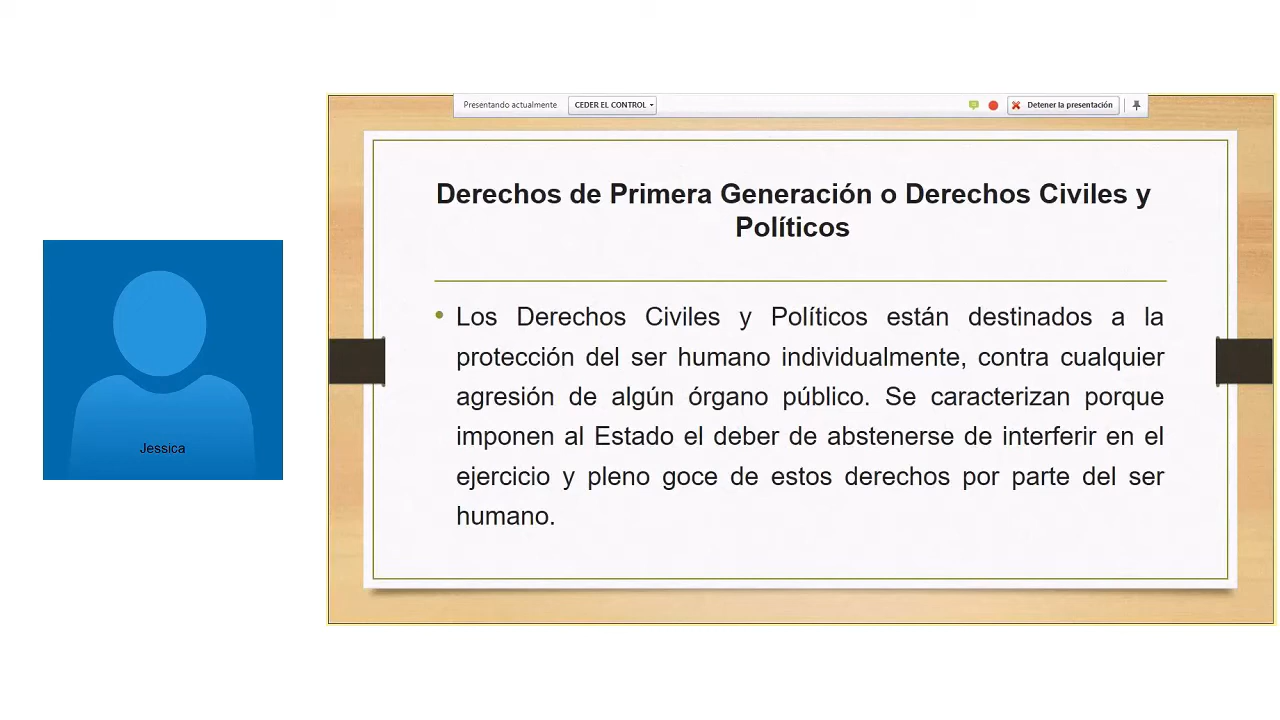 Presentando actualmente CEDER EL CONTROL Detener la presentación
Derechos de Primera Generación o Derechos Civiles y
Políticos
• Los Derechos Civiles y Políticos están destinados a la
protección del ser humano individualmente, contra cualquier
agresión de algún órgano público. Se caracterizan porque
imponen al Estado el deber de abstenerse de interferir en el
ejercicio y pleno goce de estos derechos por parte del ser
humano.
Jessica